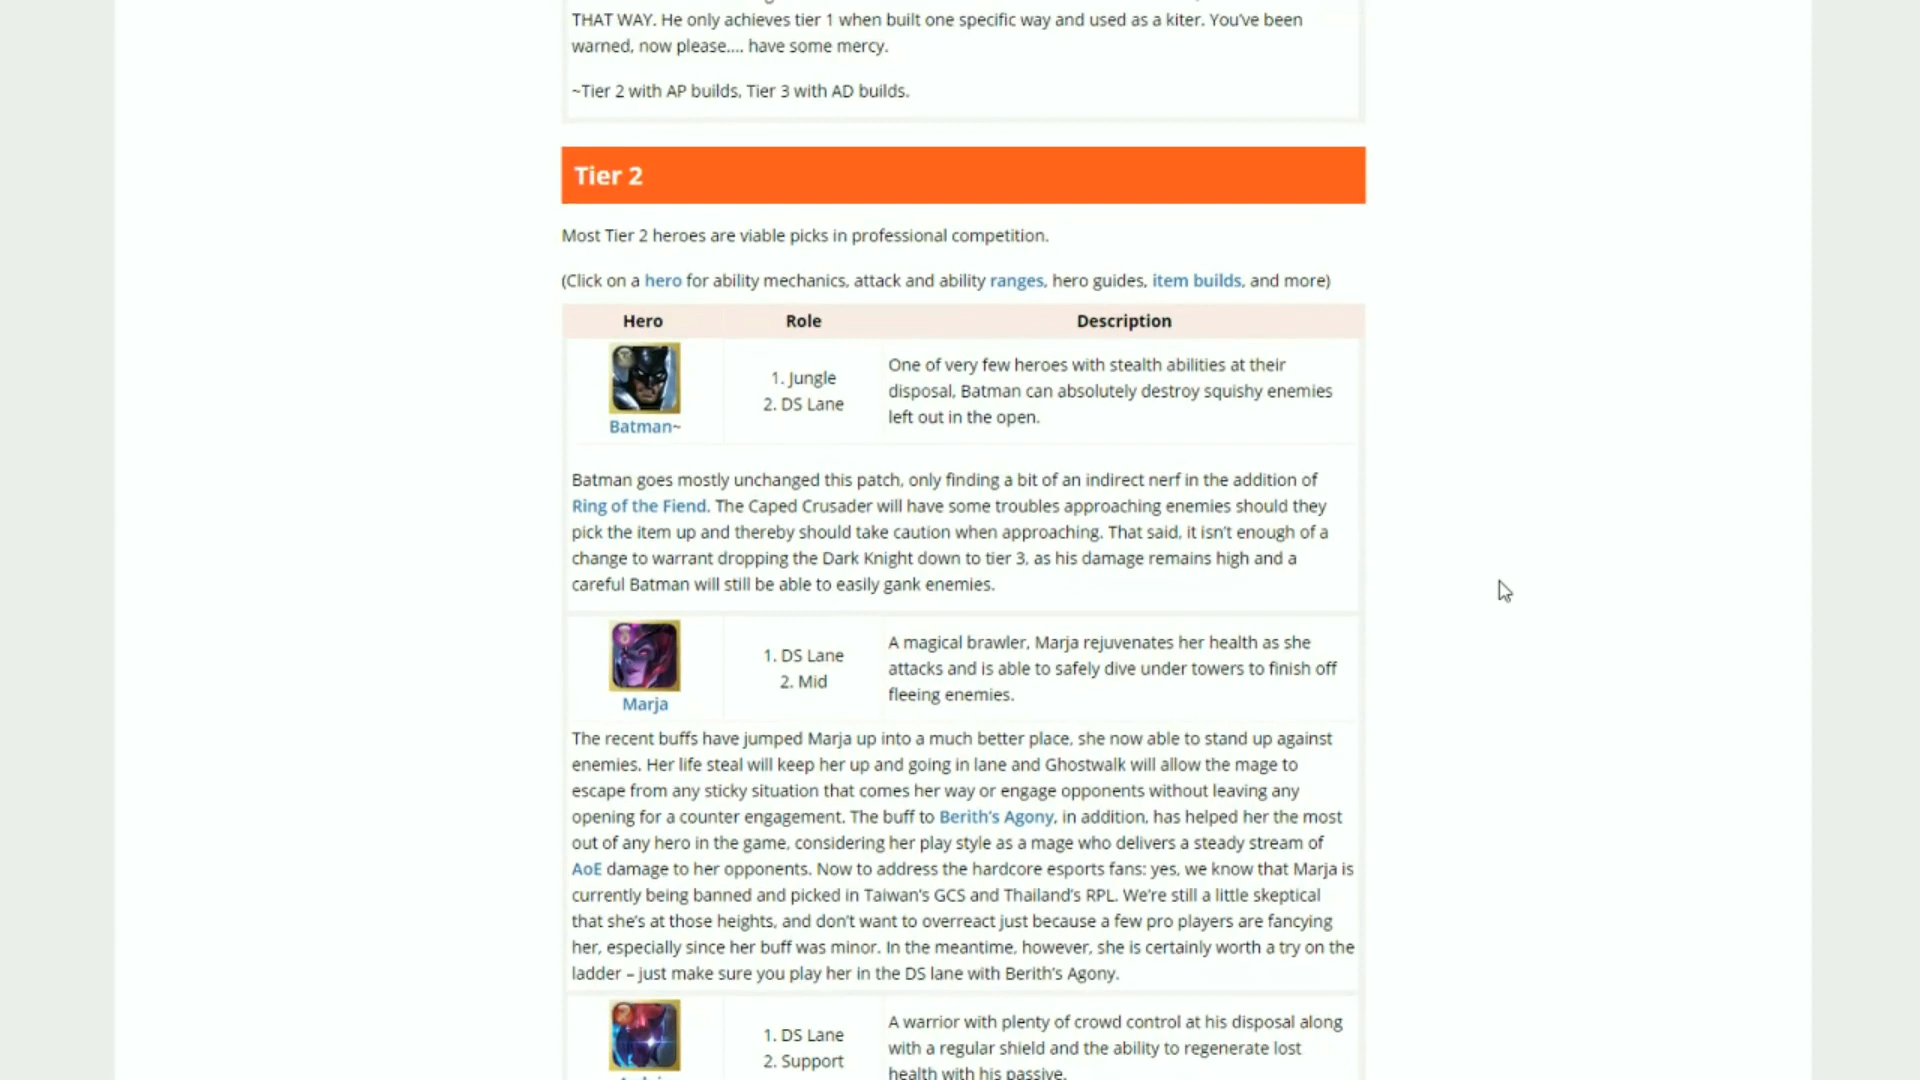 THAT WAY. He only achieves tier 1 when built one specific way and used as a kiter. You've been
warned, now please.... have some mercy.
~Tier 2 with AP builds, Tier 3 with AD builds.
Tier 2
Most Tier 2 heroes are viable picks in professional competition.
(Click on a hero for ability mechanics, attack and ability ranges, hero guides, item builds, and more)
Hero Role Description
1. Jungle
2. DS Lane
One of very few heroes with stealth abilities at their
disposal, Batman can absolutely destroy squishy enemies
left out in the open.
Batman~
Batman goes mostly unchanged this patch, only finding a bit of an indirect nerf in the addition of
Ring of the Fiend. The Caped Crusader will have some troubles approaching enemies should they
pick the item up and thereby should take caution when approaching. That said, it isn't enough of a
change to warrant dropping the Dark Knight down to tier 3, as his damage remains high and a
careful Batman will still be able to easily gank enemies.
1. DS Lane
2. Mid
A magical brawler, Marja rejuvenates her health as she
attacks and is able to safely dive under towers to finish off
fleeing enemies.
Marja
The recent buffs have jumped Marja up into a much better place, she now able to stand up against
enemies. Her life steal will keep her up and going in lane and Ghostwalk will allow the mage to
escape from any sticky situation that comes her way or engage opponents without leaving any
opening for a counter engagement. The buff to Berith's Agony, in addition, has helped her the most
out of any hero in the game, considering her play style as a mage who delivers a steady stream of
AoE damage to her opponents. Now to address the hardcore esports fans: yes, we know that Marja is
currently being banned and picked in Taiwan's GCS and Thailand's RPL. We're still a little skeptical
that she's at those heights, and don't want to overreact just because a few pro players are fancying
her, especially since her buff was minor. In the meantime, however, she is certainly worth a try on the
ladder – just make sure you play her in the DS lane with Berith's Agony.
1. DS Lane
2. Support
A warrior with plenty of crowd control at his disposal along
with a regular shield and the ability to regenerate lost
health with his passive.